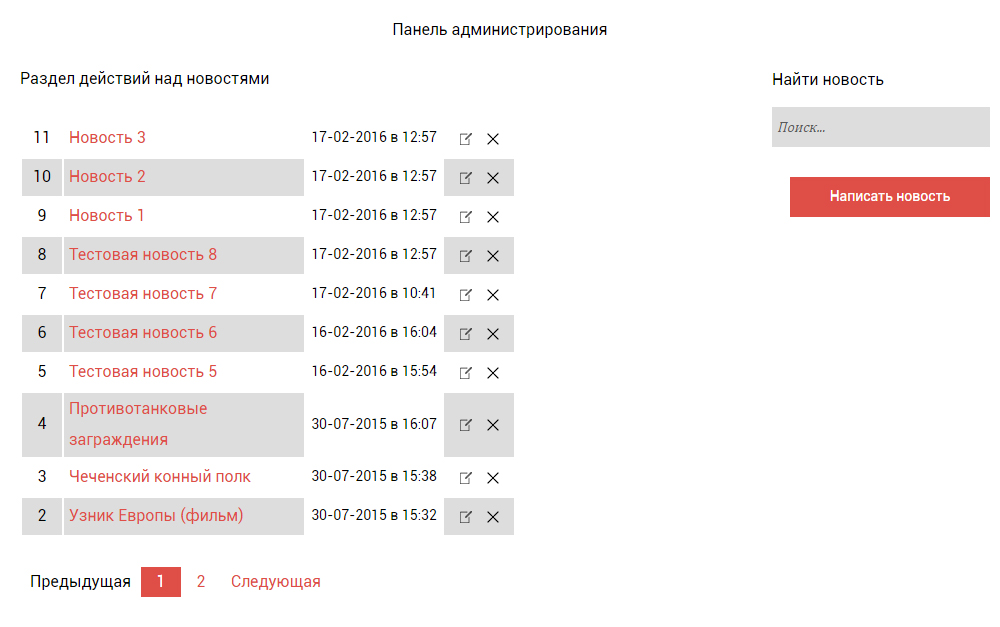 Панель администрирования
Раздел действий над новостями
Найти новость
Поиск...
Написать новость
11 Новость 3 17-02-2016 в 12:57
10 Новость 2 17-02-2016 в 12:57
9 Новость 1 17-02-2016 в 12:57
8 Тестовая новость 8 17-02-2016 в 12:57
7 Тестовая новость 7 17-02-2016 в 10:41
6 Тестовая новость 6 16-02-2016 в 16:04
5 Тестовая новость 5 16-02-2016 в 15:54
4 Противотанковые
заграждения 30-07-2015 в 16:07
3 Чеченский конный полк 30-07-2015 в 15:38
2 Узник Европы (фильм) 30-07-2015 в 15:32
Предыдущая 1 2 Следующая